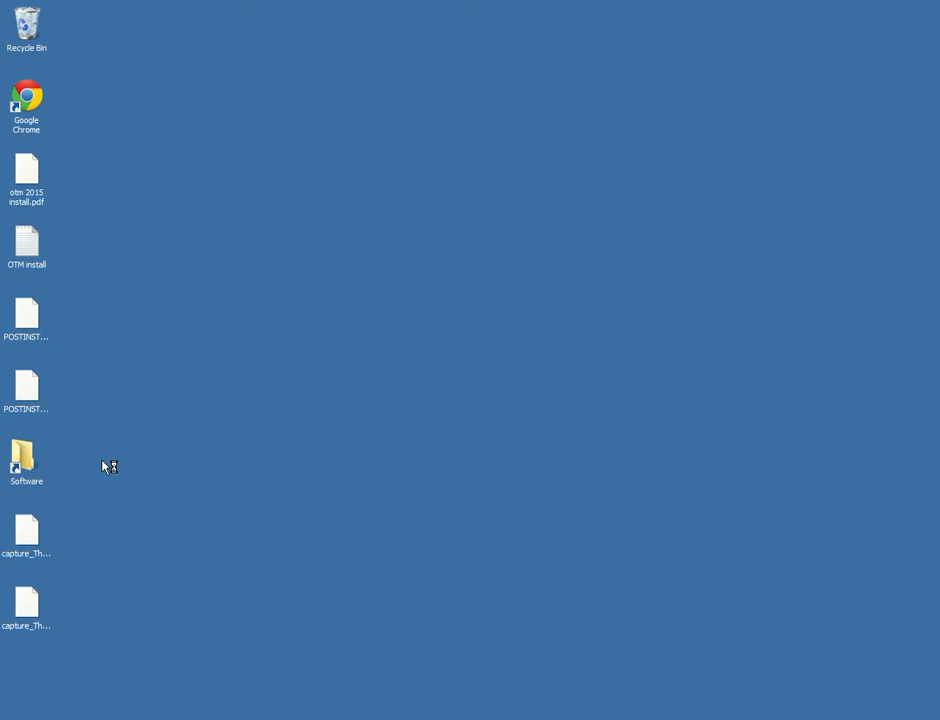 Recycle Bin
Google
Chrome
otm 2015
install.pdf
OTM install
POSTINST...
POSTINST...
Software
capture_Th...
capture_Th...